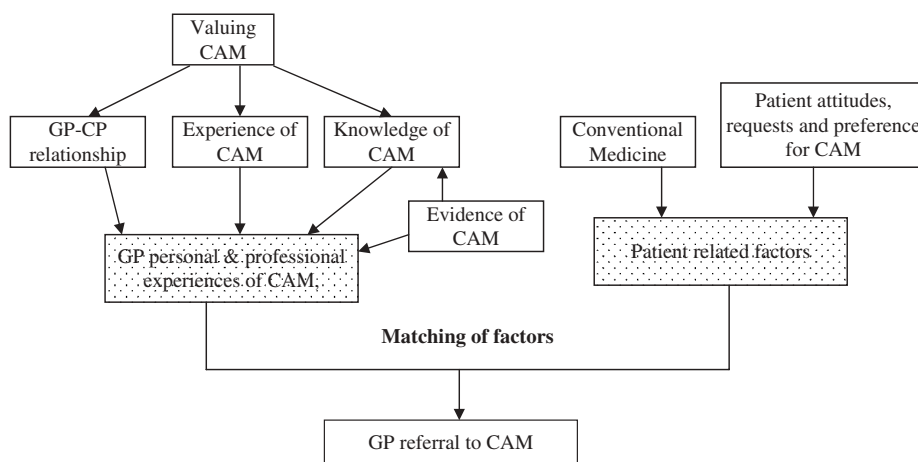 Valuing
CAM
GP-CP
relationship
Experience of
CAM
Knowledge of
CAM
Evidence of
CAM
GP personal & professional
experiences of CAM,
Conventional
Medicine
Patient attitudes,
requests and preference
for CAM
Patient related factors
Matching of factors
GP referral to CAM